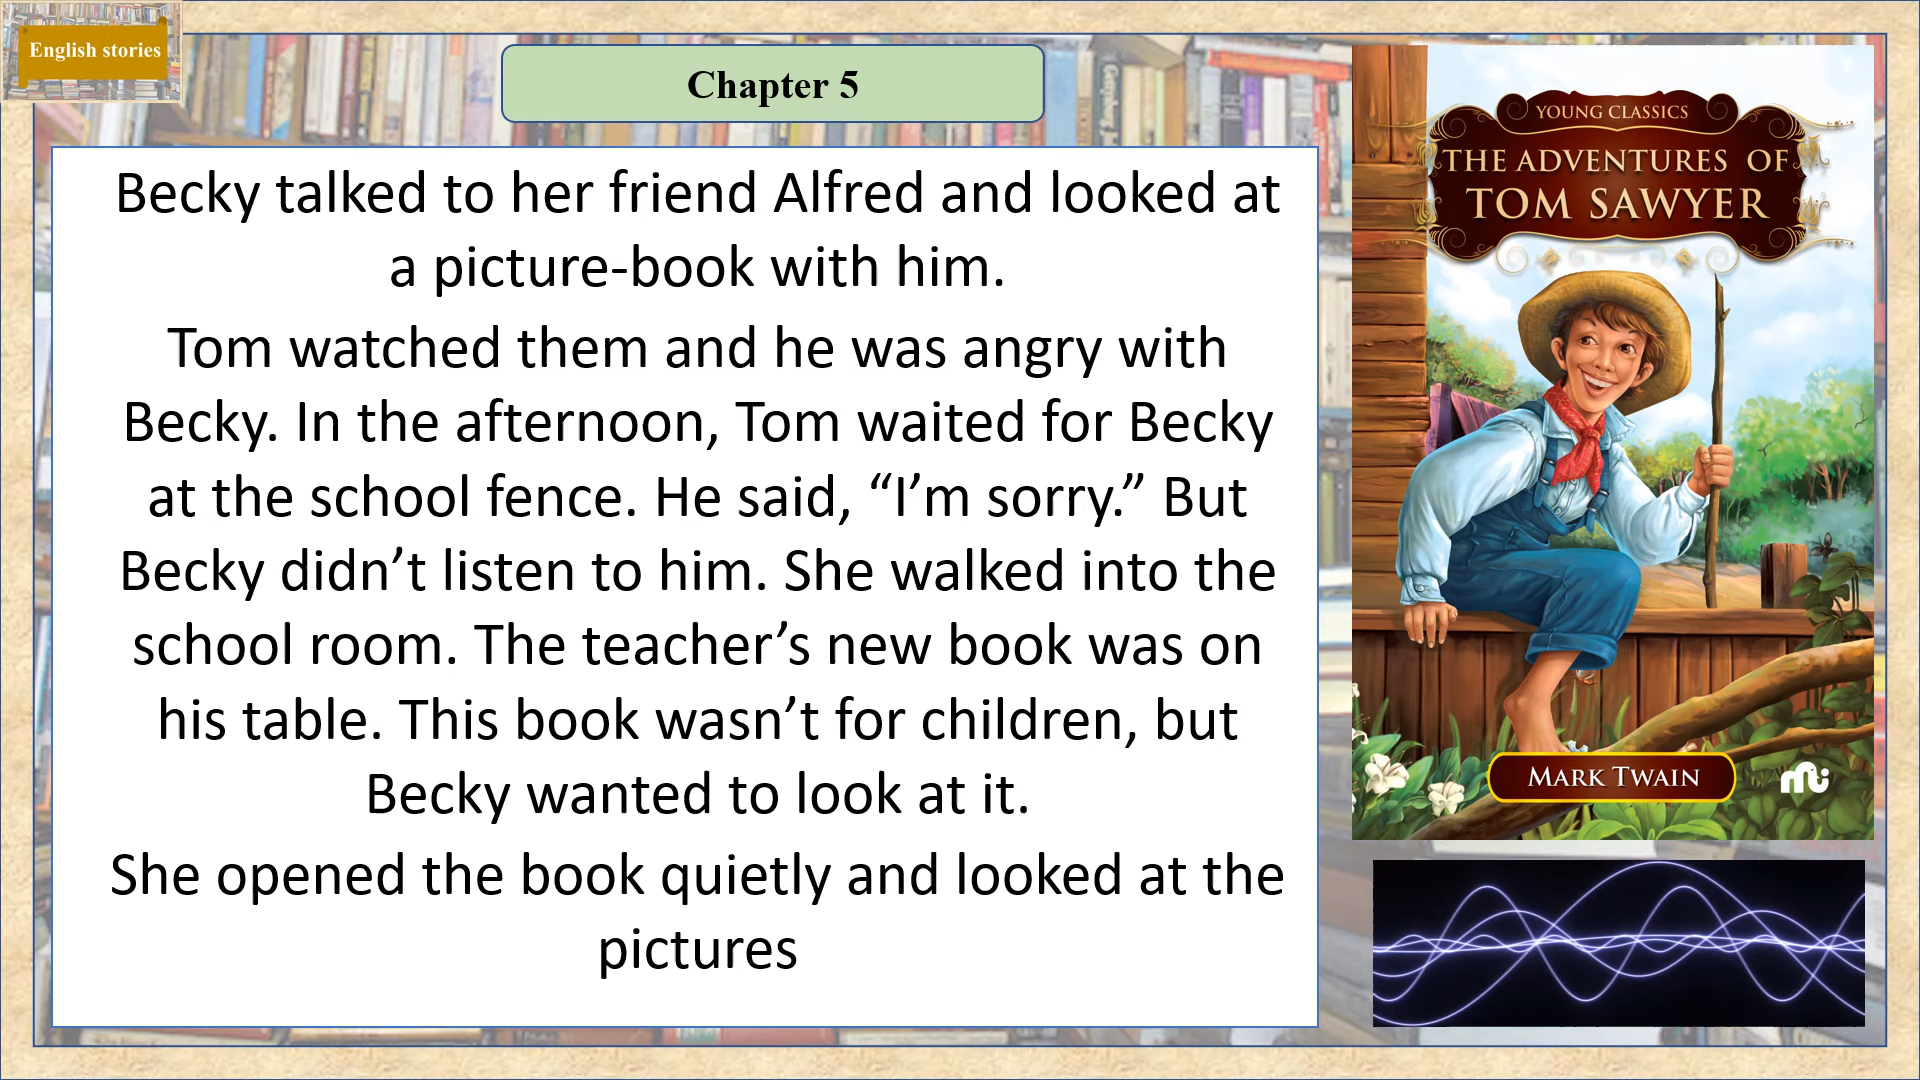 English stories
Chapter 5
Becky talked to her friend Alfred and looked at
a picture-book with him.
Tom watched them and he was angry with
Becky. In the afternoon, Tom waited for Becky
at the school fence. He said, “I’m sorry.” But
Becky didn’t listen to him. She walked into the
school room. The teacher’s new book was on
his table. This book wasn’t for children, but
Becky wanted to look at it.
She opened the book quietly and looked at the
pictures
YOUNG CLASSICS
THE ADVENTURES OF
TOM SAWYER
MARK TWAIN